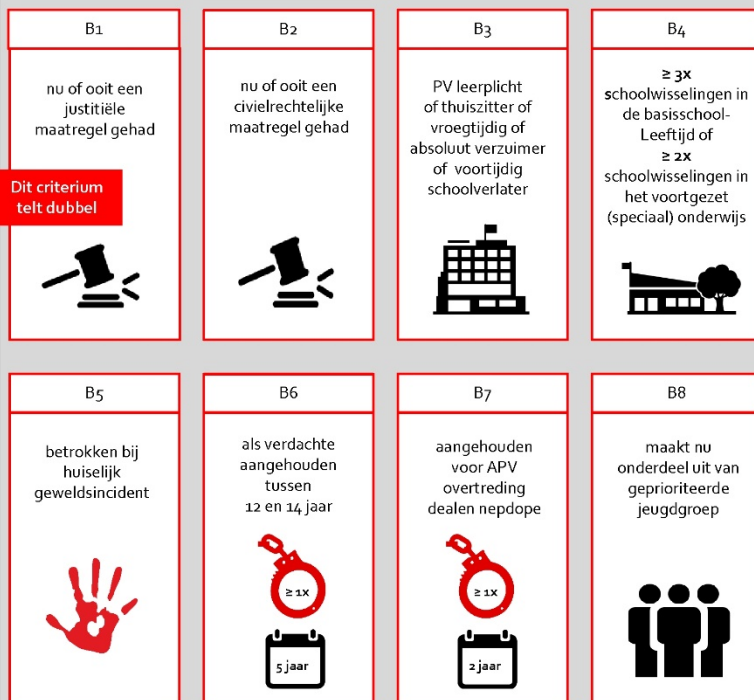 B1
nu of ooit een
justitiële
maatregel gehad
Dit criterium
telt dubbel
B2
nu of ooit een
civielrechtelijke
maatregel gehad
B3
PV leerplicht
of thuiszitter of
vroegtijdig of
absoluut verzuimer
of voortijdig
schoolverlater
B4
≥ 3x
schoolwisselingen in
de basisschool-
Leeftijd of
≥ 2x
schoolwisselingen in
het voortgezet
(speciaal) onderwijs
B5
betrokken bij
huiselijk
geweldsincident
B6
als verdachte
aangehouden
tussen
12 en 14 jaar
≥ 1x
5 jaar
B7
aangehouden
voor APV
overtreding
dealen nepdope
≥ 1x
2 jaar
B8
maakt nu
onderdeel uit van
geprioriteerde
jeugdgroep